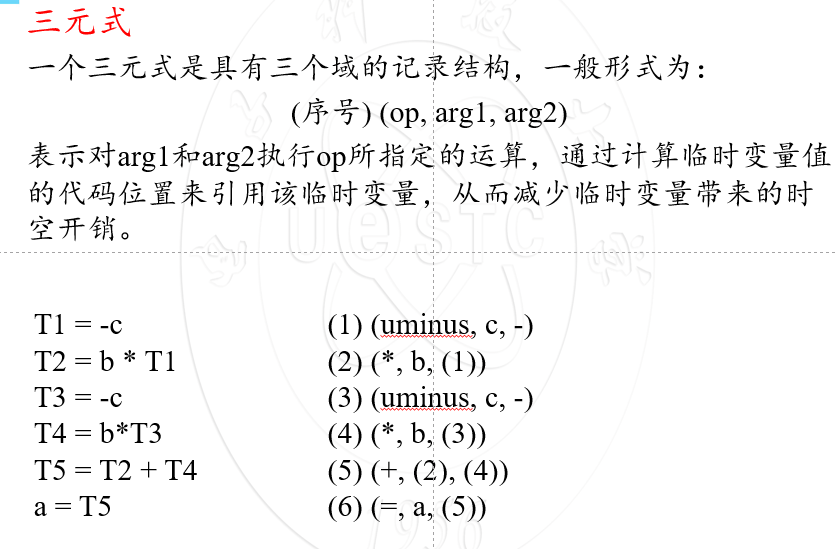 三元式
一个三元式是具有三个域的记录结构，一般形式为：
(序号) (op, arg1, arg2)
表示对arg1和arg2执行op所指定的运算，通过计算临时变量值
的代码位置来引用该临时变量，从而减少临时变量带来的时
空开销。
UeSTC
T1 = -c (1) (uminus, c, -)
T2 = b * T1 (2) (*, b, (1))
T3 = -c (3) (uminus, c, -)
T4 = b*T3 (4) (*, b, (3))
T5 = T2 + T4 (5) (+, (2), (4))
a = T5 (6) (=, a, (5))
1956